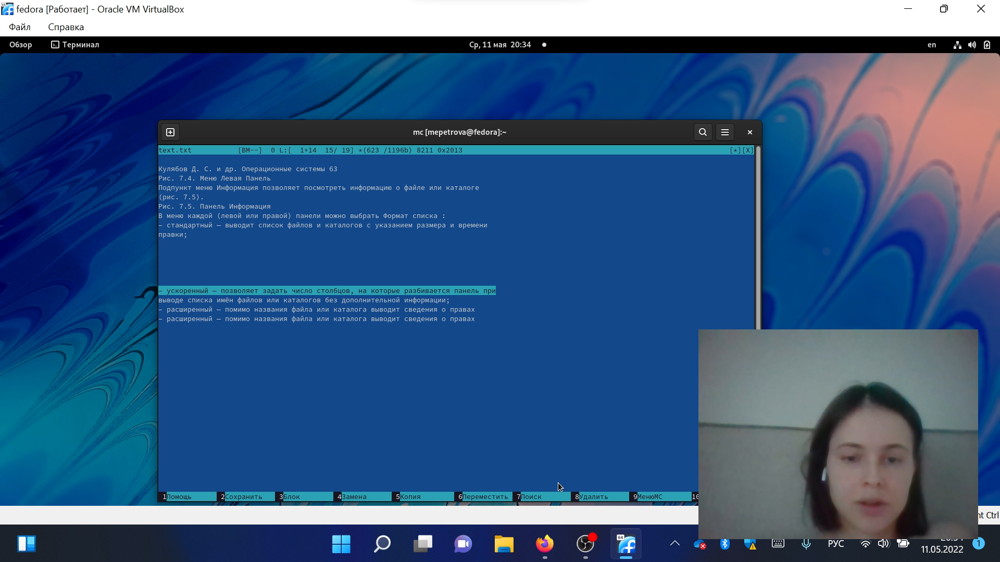 fedora [Работает] - Oracle VM VirtualBox
Файл Справка
Обзор Терминал Ср, 11 мая 20:34 en
mc [mepetrova@fedora]:~
text.txt [BM--] 0 L:[ 1+14 15/ 19] *(623 /1196b) 8211 0x2013 [*][X]
Кулябов Д. С. и др. Операционные системы 63
Рис. 7.4. Меню Левая Панель
Подпункт меню Информация позволяет посмотреть информацию о файле или каталоге
(рис. 7.5).
Рис. 7.5. Панель Информация
В меню каждой (левой или правой) панели можно выбрать Формат списка :
– стандартный — выводит список файлов и каталогов с указанием размера и времени
правки;
– ускоренный — позволяет задать число столбцов, на которые разбивается панель при
выводе списка имён файлов или каталогов без дополнительной информации;
– расширенный — помимо названия файла или каталога выводит сведения о правах
– расширенный — помимо названия файла или каталога выводит сведения о правах
1Помощь 2Сохранить 3Блок 4Замена 5Копия 6Переместить 7Поиск 8Удалить 9МенюMC 10
Ctrl
64
РУС
11.05.2022
1